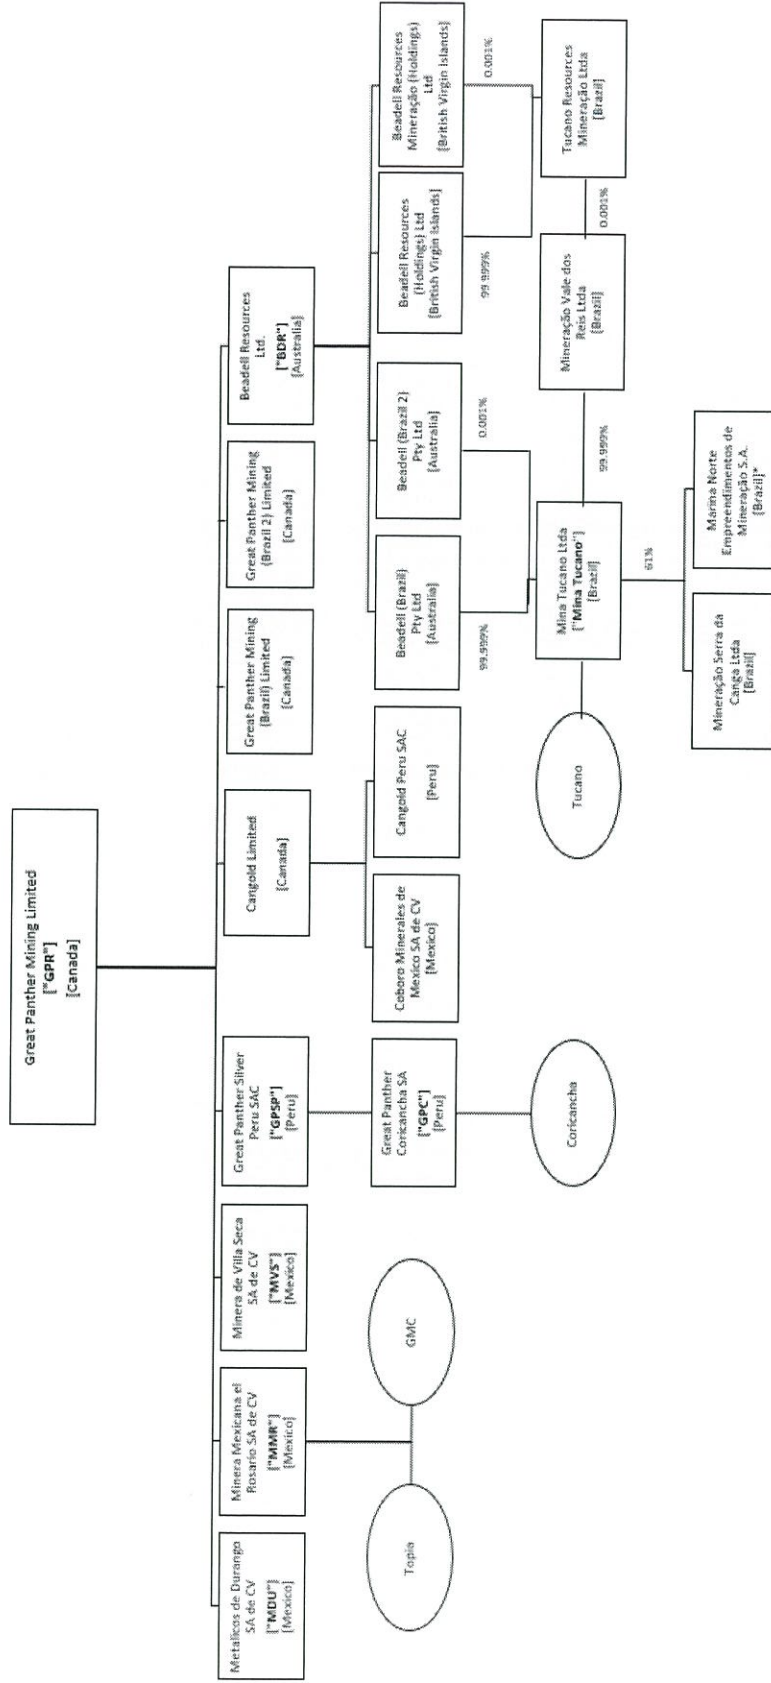 Great Panther Mining Limited
["GPR"]
[Canada]
Metalicos de Durango
SA de CV
["MDU"]
[Mexico]
Minera Mexicana el
Rosario SA de CV
["MMR"]
[Mexico]
Minera de Villa Seca
SA de CV
["MVS"]
[Mexico]
Great Panther Silver
Peru SAC
["GPSP"]
[Peru]
Cangold Limited
[Canada]
Great Panther Mining
(Brazil) Limited
[Canada]
Great Panther Mining
(Brazil 2) Limited
[Canada]
Beadell Resources
Ltd.
["BDR"]
[Australia]
Topia
GMC
Great Panther
Coricancha SA
["GPC"]
[Peru]
Coboro Minerales de
Mexico SA de CV
[Mexico]
Cangold Peru SAC
[Peru]
Beadell (Brazil)
Pty Ltd
[Australia]
Beadell (Brazil 2)
Pty Ltd
[Australia]
Beadell Resources
(Holdings) Ltd
[British Virgin Islands]
Beadell Resources
Mineração (Holdings)
Ltd
[British Virgin Islands]
99.999%
0.001%
99.999%
0.001%
Coricancha
Tucano
Mina Tucano Ltda
["Mina Tucano"]
[Brazil]
99.999%
Mineração Vale dos
Reis Ltda
[Brazil]
0.001%
Tucano Resources
Mineração Ltda
[Brazil]
61%
Mineração Serra da
Canga Ltda
[Brazil]
Marina Norte
Empreendimentos de
Mineração S.A.
[Brazil]*